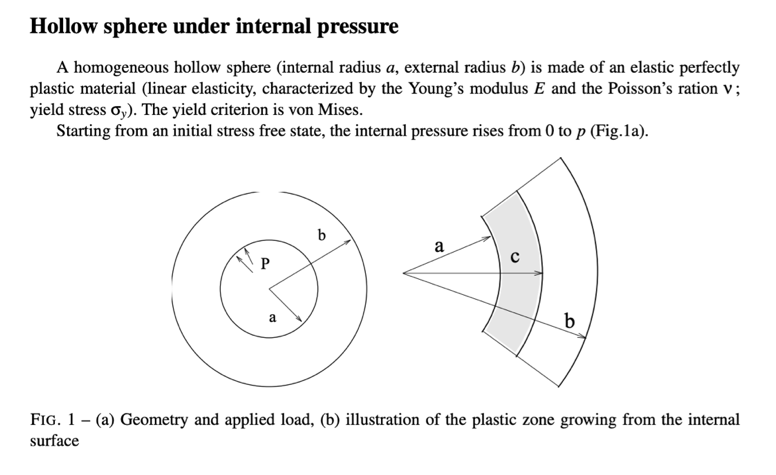 Hollow sphere under internal pressure
A homogeneous hollow sphere (internal radius a, external radius b) is made of an elastic perfectly
plastic material (linear elasticity, characterized by the Young's modulus E and the Poisson's ration ν ;
yield stress σy). The yield criterion is von Mises.
Starting from an initial stress free state, the internal pressure rises from 0 to p (Fig.1a).
b
P
a
a
c
b
FIG. 1 – (a) Geometry and applied load, (b) illustration of the plastic zone growing from the internal
surface